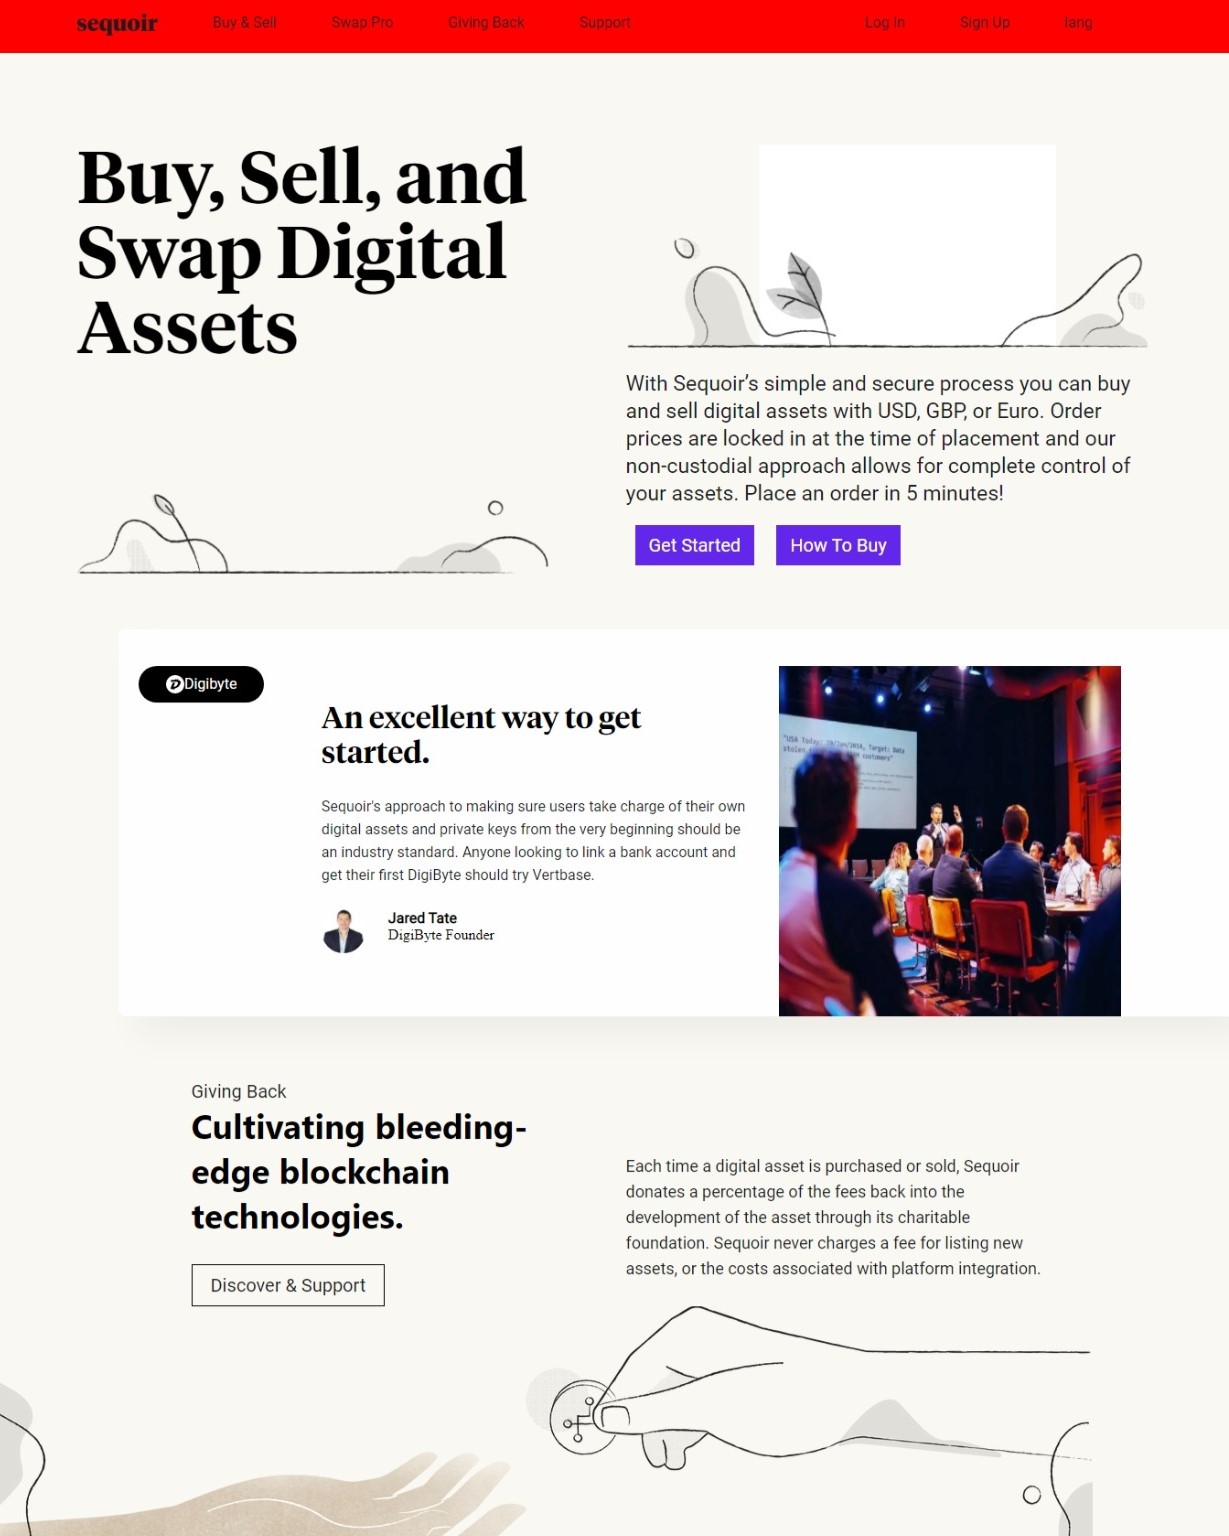 sequoir
Buy & Sell
Swap Pro
Giving Back
Support
Log In
Sign Up
lang
Buy, Sell, and
Swap Digital
Assets
With Sequoir’s simple and secure process you can buy
and sell digital assets with USD, GBP, or Euro. Order
prices are locked in at the time of placement and our
non-custodial approach allows for complete control of
your assets. Place an order in 5 minutes!
Get Started
How To Buy
Digibyte
An excellent way to get
started.
Sequoir's approach to making sure users take charge of their own
digital assets and private keys from the very beginning should be
an industry standard. Anyone looking to link a bank account and
get their first DigiByte should try Vertbase.
Jared Tate
DigiByte Founder
"USA Today: Target: Data
stolen customers"
Giving Back
Cultivating bleeding-
edge blockchain
technologies.
Discover & Support
Each time a digital asset is purchased or sold, Sequoir
donates a percentage of the fees back into the
development of the asset through its charitable
foundation. Sequoir never charges a fee for listing new
assets, or the costs associated with platform integration.